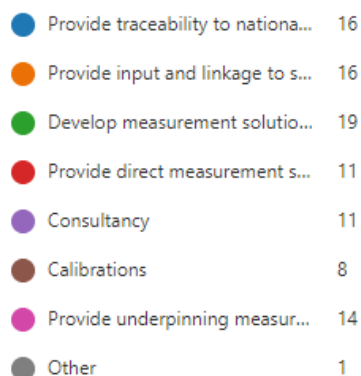 Provide traceability to nationa... 16
Provide input and linkage to s... 16
Develop measurement solutio... 19
Provide direct measurement s... 11
Consultancy 11
Calibrations 8
Provide underpinning measur... 14
Other 1